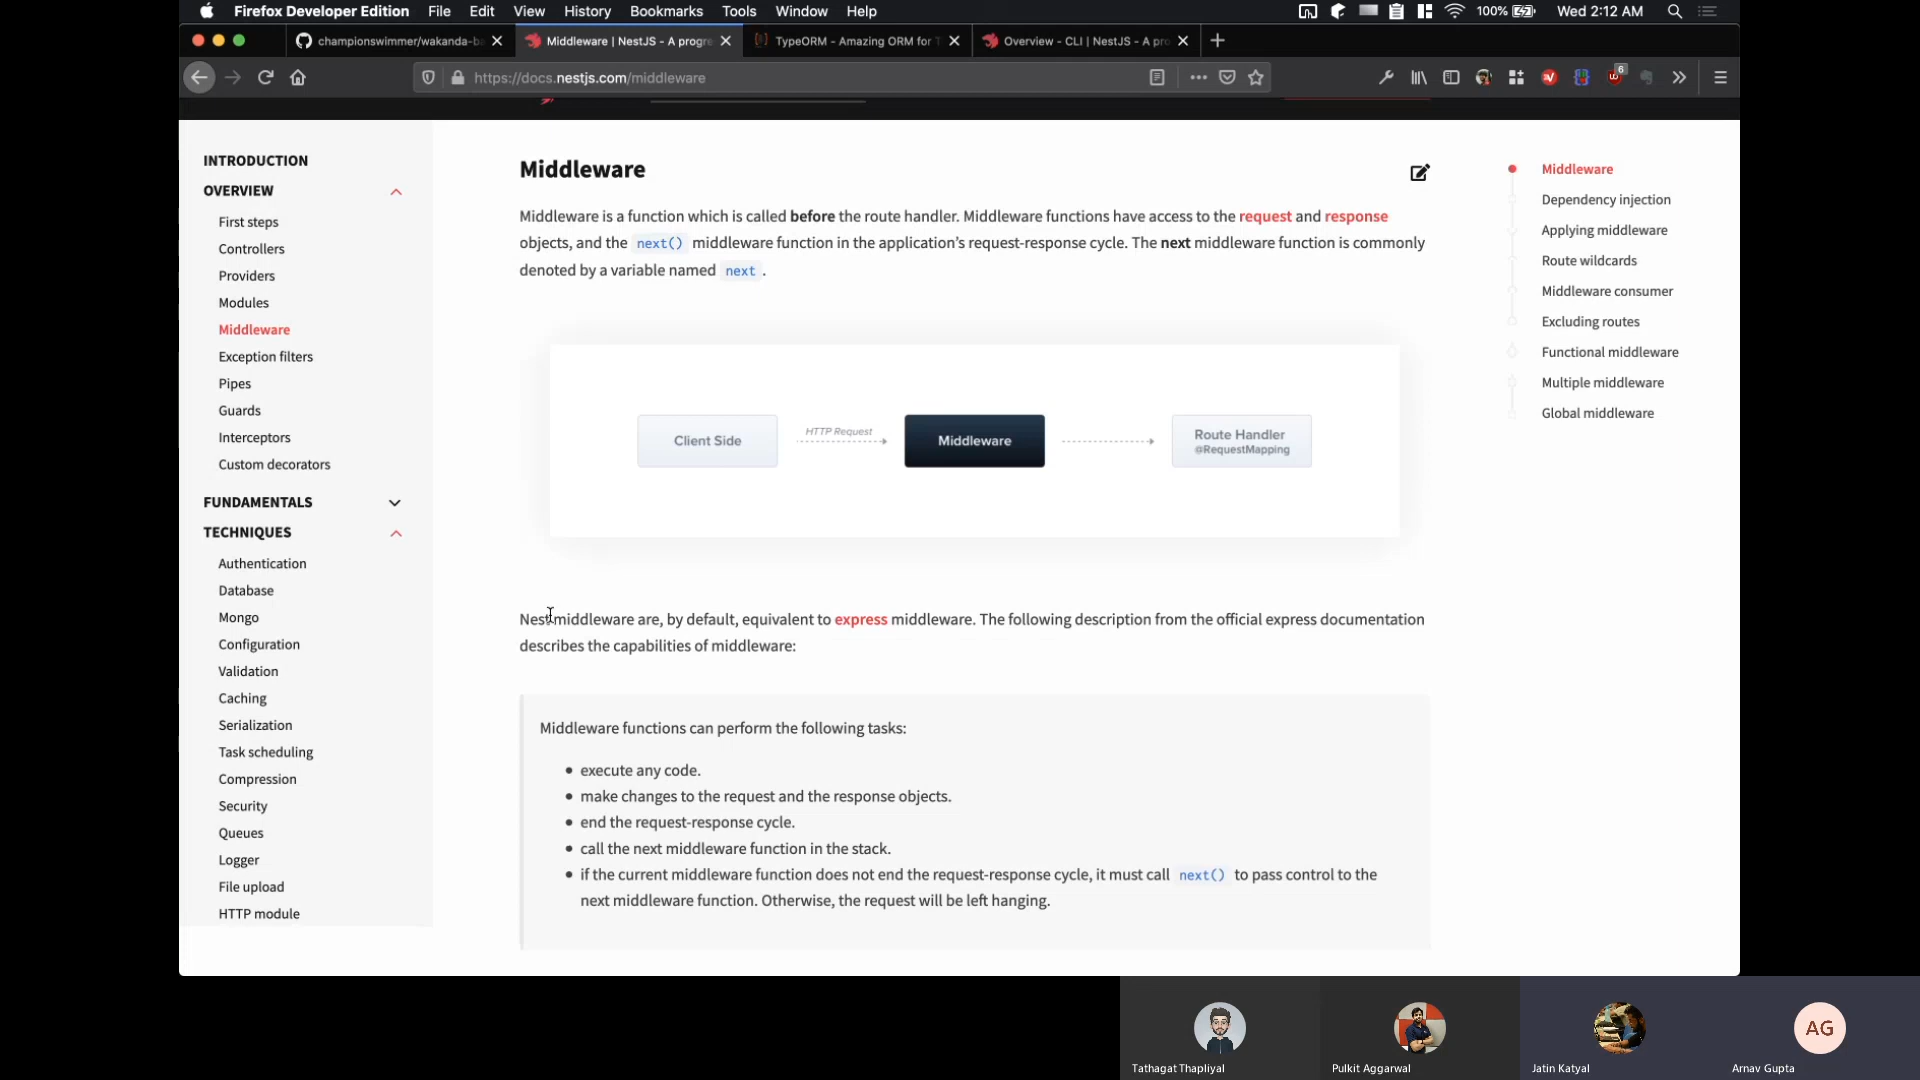 Firefox Developer Edition File Edit View History Bookmarks Tools Window Help 100% Wed 2:12 AM
championswimmer/wakanda-ba Middleware | NestJS - A progre TypeORM - Amazing ORM for T Overview - CLI | NestJS - A pro
https://docs.nestjs.com/middleware 6
INTRODUCTION
OVERVIEW
First steps
Controllers
Providers
Modules
Middleware
Exception filters
Pipes
Guards
Interceptors
Custom decorators
FUNDAMENTALS
TECHNIQUES
Authentication
Database
Mongo
Configuration
Validation
Caching
Serialization
Task scheduling
Compression
Security
Queues
Logger
File upload
HTTP module
Middleware
Middleware is a function which is called before the route handler. Middleware functions have access to the request and response
objects, and the next() middleware function in the application's request-response cycle. The next middleware function is commonly
denoted by a variable named next .
Client Side
HTTP Request
Middleware
Route Handler
@RequestMapping
Nest middleware are, by default, equivalent to express middleware. The following description from the official express documentation
describes the capabilities of middleware:
Middleware functions can perform the following tasks:
• execute any code.
• make changes to the request and the response objects.
• end the request-response cycle.
• call the next middleware function in the stack.
• if the current middleware function does not end the request-response cycle, it must call next() to pass control to the
next middleware function. Otherwise, the request will be left hanging.
Middleware
Dependency injection
Applying middleware
Route wildcards
Middleware consumer
Excluding routes
Functional middleware
Multiple middleware
Global middleware
AG
Tathagat Thapliyal Pulkit Aggarwal Jatin Katyal Arnav Gupta